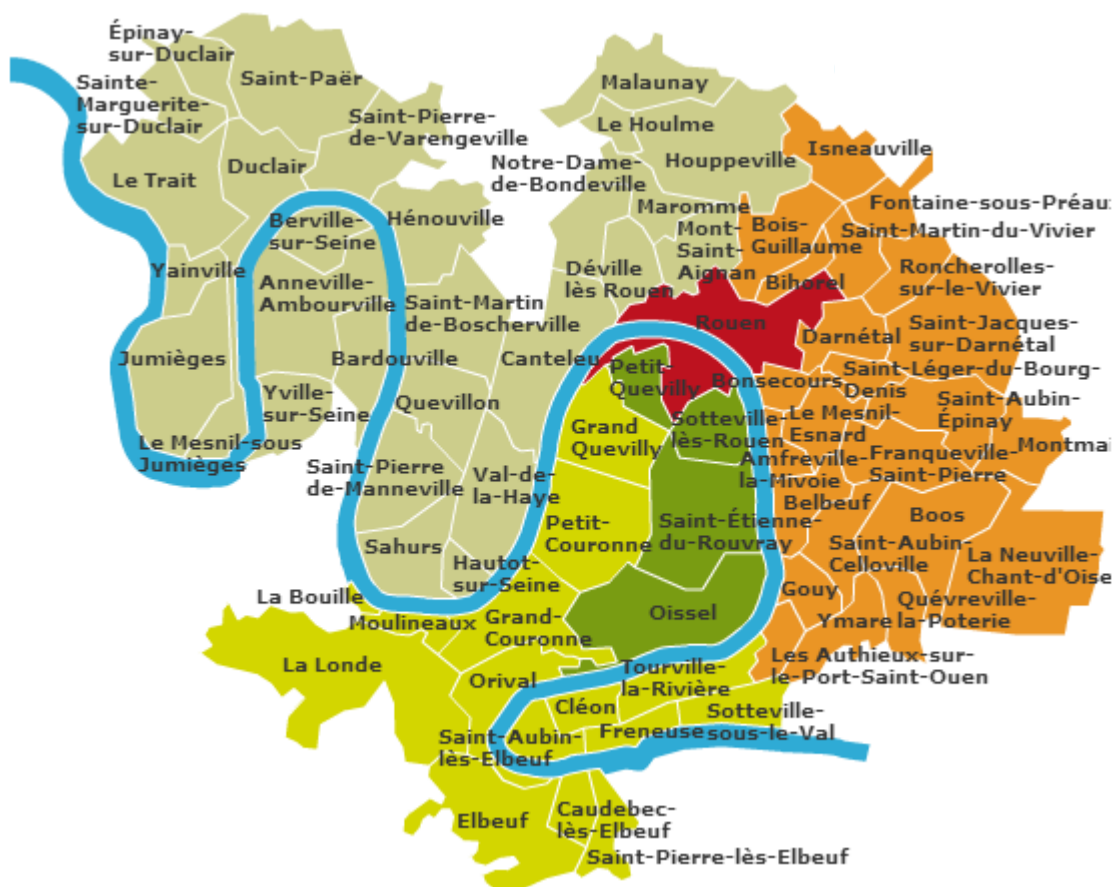 Épinay-
sur-Duclair
Sainte-
Marguerite-
sur-Duclair
Saint-Paër
Saint-Pierre-
de-Varengeville
Le Trait
Duclair
Berville-
sur-Seine
Hénouville
Yainville
Anneville-
Ambourville
Saint-Martin
de-Boscherville
Jumièges
Bardouville
Yville-
sur-Seine
Quevillon
Le Mesnil-sous
Jumièges
Saint-Pierre
de-Manneville
Val-de-
la-Haye
Sahurs
Hautot-
sur-Seine
Canteleu
Malaunay
Le Houlme
Houppeville
Notre-Dame-
de-Bondeville
Maromme
Mont-
Saint-
Aignan
Déville
lès Rouen
Isneauville
Fontaine-sous-Préau
Bois-
Guillaume
Saint-Martin-du-Vivier
Bihorel
Roncherolles-
sur-le-Vivier
Rouen
Darnétal
Saint-Jacques-
sur-Darnétal
Petit-
Quevilly
Bonsecours
Saint-Léger-du-Bourg-
Denis
Saint-Aubin-
Épinay
Grand
Quevilly
Sotteville-
lès-Rouen
Le Mesnil-
Esnard
Montmai
Amfreville-
la-Mivoie
Franqueville-
Saint-Pierre
Belbeuf
Boos
Petit-
Couronne
Saint-Étienne-
du-Rouvray
Saint-Aubin-
Celloville
La Neuville-
Chant-d'Oise
Gouy
Quévreville-
la-Poterie
Ymare
La Bouille
Moulineaux
Grand-
Couronne
Oissel
Les Authieux-sur-
le-Port-Saint-Ouen
La Londe
Orival
Tourville-
la-Rivière
Cléon
Sotteville-
sous-le-Val
Freneuse
Saint-Aubin-
lès-Elbeuf
Elbeuf
Caudebec-
lès-Elbeuf
Saint-Pierre-lès-Elbeuf